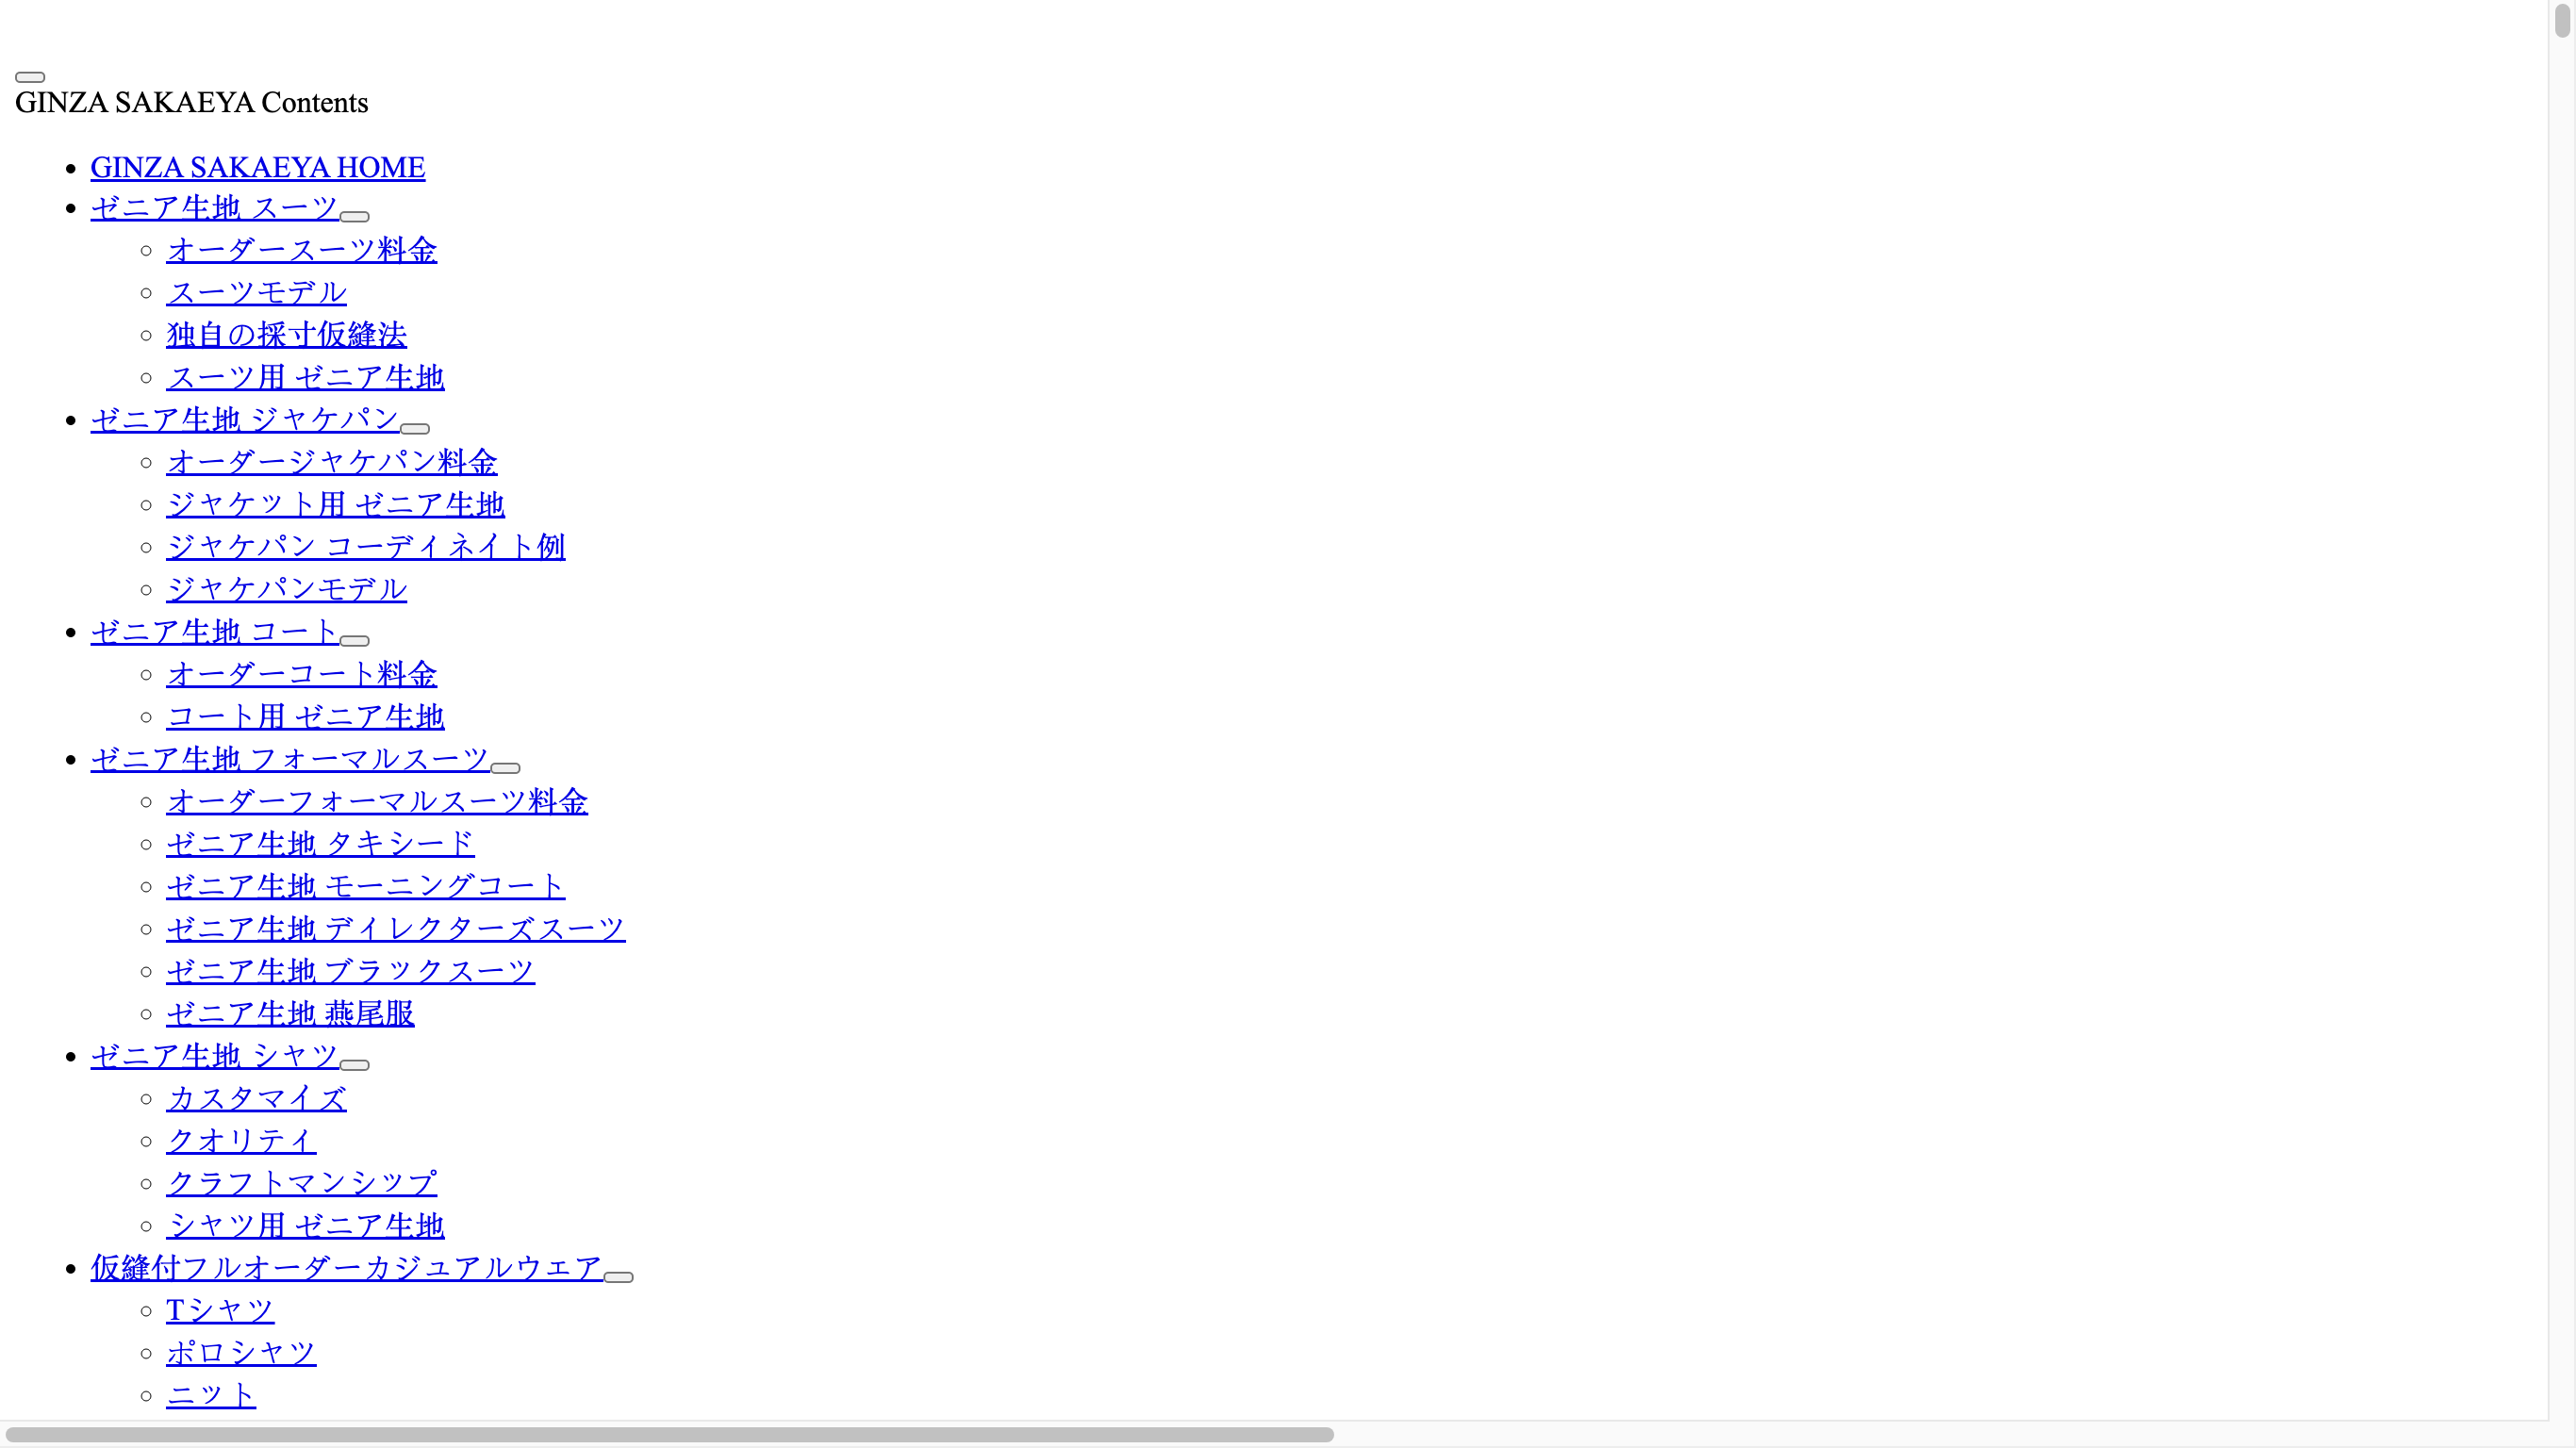 GINZA SAKAEYA Contents
GINZA SAKAEYA HOME
ゼニア生地 スーツ
オーダースーツ料金
スーツモデル
独自の採寸仮縫法
スーツ用 ゼニア生地
ゼニア生地 ジャケパン
オーダージャケパン料金
ジャケット用 ゼニア生地
ジャケパン コーディネイト例
ジャケパンモデル
ゼニア生地 コート
オーダーコート料金
コート用 ゼニア生地
ゼニア生地 フォーマルスーツ
オーダーフォーマルスーツ料金
ゼニア生地 タキシード
ゼニア生地 モーニングコート
ゼニア生地 ディレクターズスーツ
ゼニア生地 ブラックスーツ
ゼニア生地 燕尾服
ゼニア生地 シャツ
カスタマイズ
クオリティ
クラフトマンシップ
シャツ用 ゼニア生地
仮縫付フルオーダーカジュアルウエア
Tシャツ
ポロシャツ
ニット